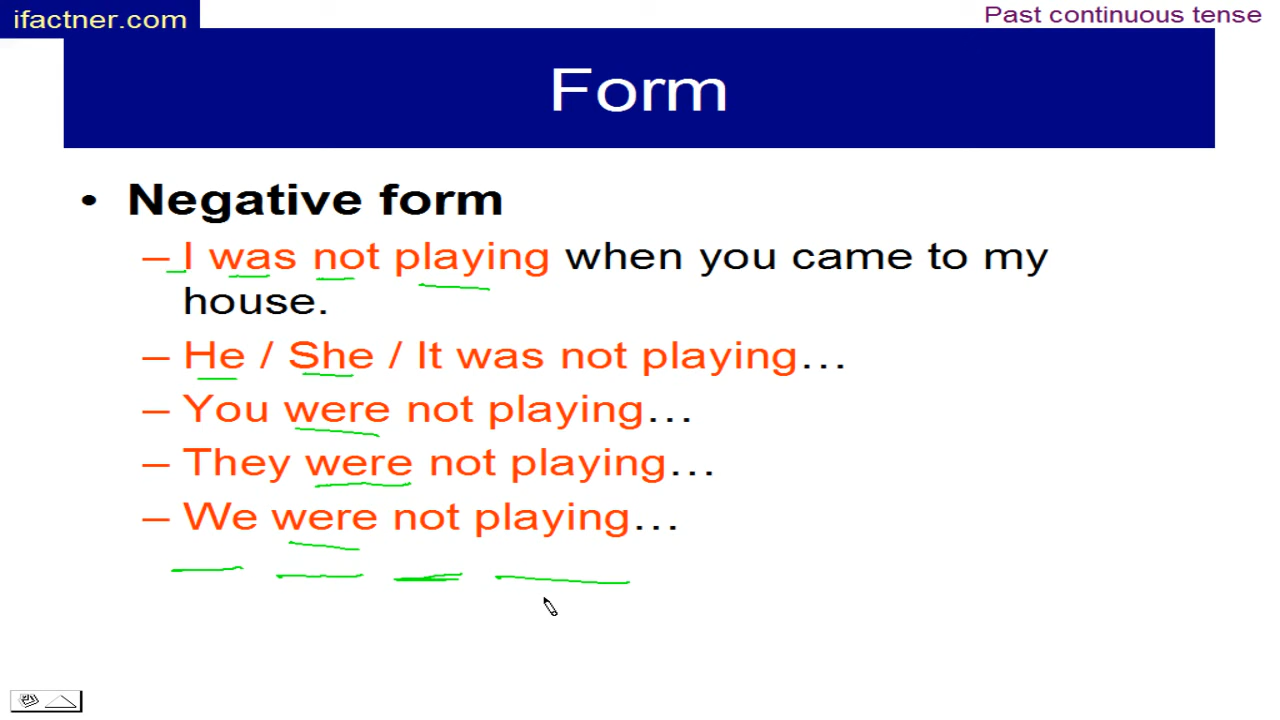 ifactner.com
Past continuous tense
Form
• Negative form
– I was not playing when you came to my
house.
– He / She / It was not playing...
– You were not playing...
– They were not playing...
– We were not playing...